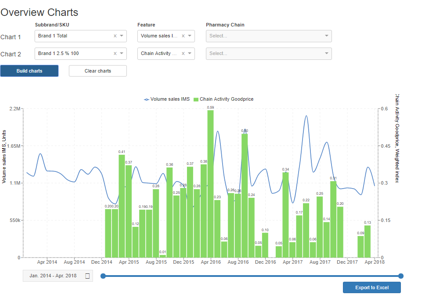 Overview Charts
Subbrand/SKU Feature Pharmacy Chain
Chart 1 Brand 1 Total × Volume sales I... × Select...
Chart 2 Brand 1 2 5 % 100 × Chain Activity ... × Select...
Build charts Clear charts
Volume sales IMS Chain Activity Goodprice
Volume sales IMS, Units
Chain Activity Goodprice, Weighted index
2.2M 0.6
1.6M 0.45
1.1M 0.3
550k 0.15
0 0
Apr 2014 Aug 2014 Dec 2014 Apr 2015 Aug 2015 Dec 2015 Apr 2016 Aug 2016 Dec 2016 Apr 2017 Aug 2017 Dec 2017 Apr 2018
Jan. 2014 - Apr. 2018
Export to Excel